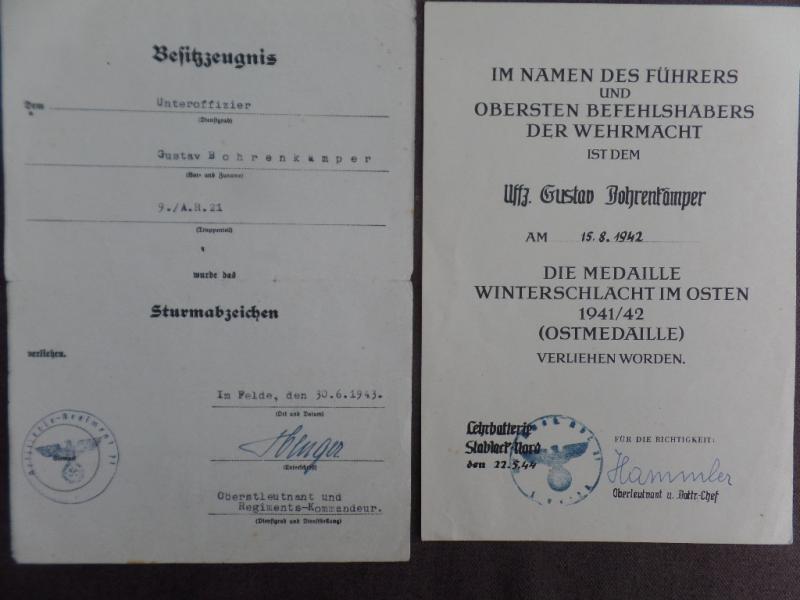 Besitzzeugnis
Dem Unteroffizier
(Dienstgrad)
Gustav Bohrenkamper
(Vor- und Zuname)
9./A.R.21
(Truppenteil)
wurde das
Sturmabzeichen
verliehen.
Im Felde, den 30.6.1943.
(Ort und Datum)
(Unterschrift)
Oberstleutnant und
Regiments-Kommandeur.
(Dienstgrad und Dienststellung)
Artillerie-Regiment 21
IM NAMEN DES FÜHRERS
UND
OBERSTEN BEFEHLSHABERS
DER WEHRMACHT
IST DEM
Uffz. Gustav Bohrenkämper
AM 15.8.1942
DIE MEDAILLE
WINTERSCHLACHT IM OSTEN
1941/42
(OSTMEDAILLE)
VERLIEHEN WORDEN.
Lehrbatterie
Stablack-Nord
den 22.5.44
FÜR DIE RICHTIGKEIT:
Hammler
Oberleutnant u. Battr.-Chef